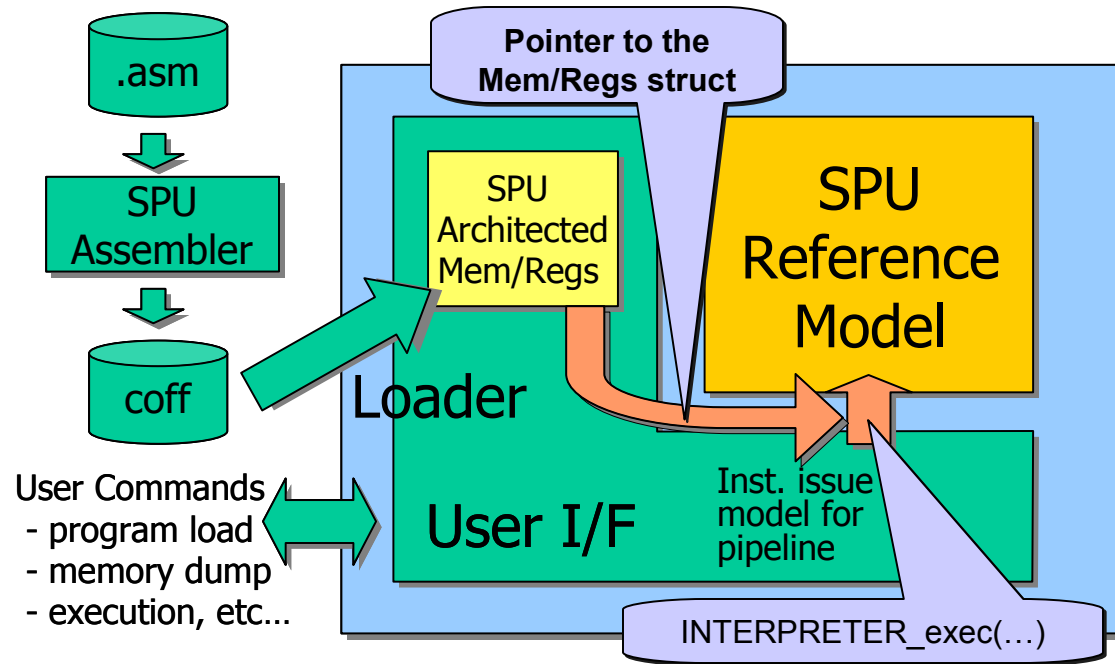 .asm
SPU
Assembler
coff
User Commands
- program load
- memory dump
- execution, etc…
Pointer to the
Mem/Regs struct
SPU
Architected
Mem/Regs
Loader
User I/F
SPU
Reference
Model
Inst. issue
model for
pipeline
INTERPRETER_exec(…)